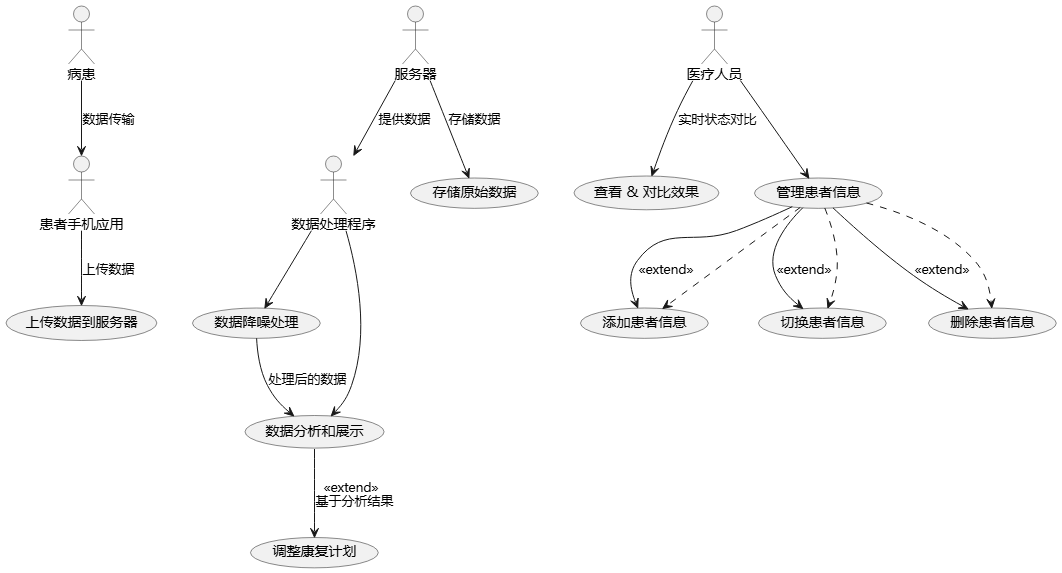 病患
服务器
医疗人员
数据传输
提供数据
存储数据
实时状态对比
存储原始数据
查看 & 对比效果
管理患者信息
患者手机应用
数据处理程序
上传数据
«extend»
«extend»
«extend»
上传数据到服务器
数据降噪处理
添加患者信息
切换患者信息
删除患者信息
处理后的数据
数据分析和展示
«extend»
基于分析结果
调整康复计划